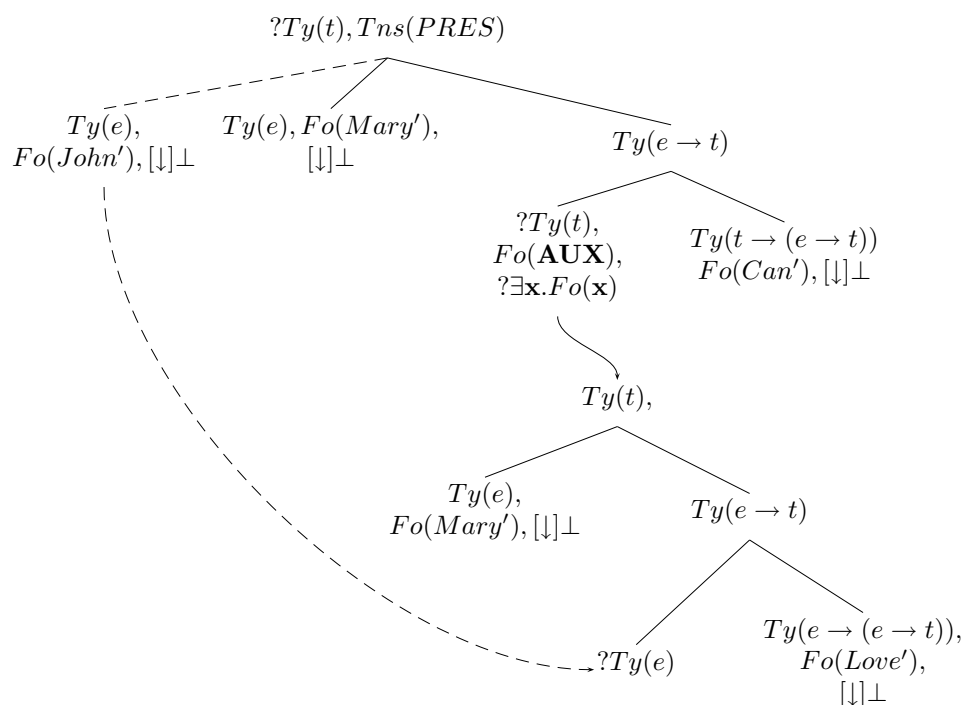 ?Ty(t), Tns(PRES)
Ty(e),
Fo(John′), [↓]⊥
Ty(e), Fo(Mary′),
[↓]⊥
Ty(e → t)
?Ty(t),
Fo(AUX),
?∃x.Fo(x)
Ty(t → (e → t))
Fo(Can′), [↓]⊥
Ty(t),
Ty(e),
Fo(Mary′), [↓]⊥
Ty(e → t)
?Ty(e)
Ty(e → (e → t)),
Fo(Love′),
[↓]⊥